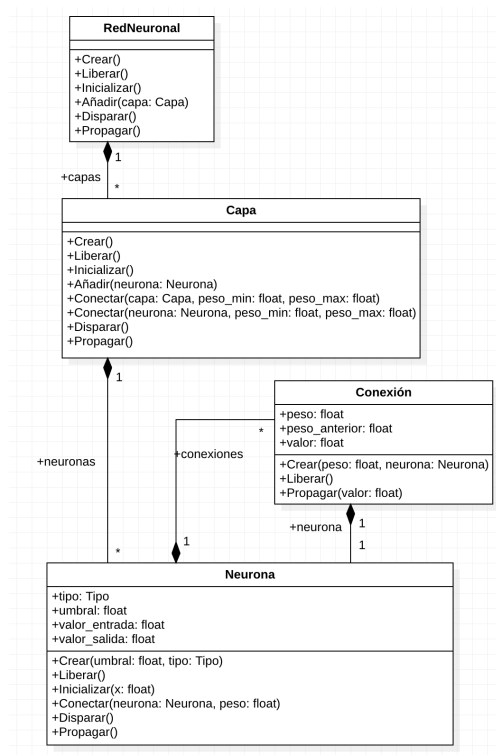 RedNeuronal
+Crear()
+Liberar()
+Inicializar()
+Añadir(capa: Capa)
+Disparar()
+Propagar()
1
+capas
*
Capa
+Crear()
+Liberar()
+Inicializar()
+Añadir(neurona: Neurona)
+Conectar(capa: Capa, peso_min: float, peso_max: float)
+Conectar(neurona: Neurona, peso_min: float, peso_max: float)
+Disparar()
+Propagar()
1
Conexión
+peso: float
+peso_anterior: float
+valor: float
+Crear(peso: float, neurona: Neurona)
+Liberar()
+Propagar(valor: float)
*
+conexiones
+neuronas
+neurona
1
1
1
*
Neurona
+tipo: Tipo
+umbral: float
+valor_entrada: float
+valor_salida: float
+Crear(umbral: float, tipo: Tipo)
+Liberar()
+Inicializar(x: float)
+Conectar(neurona: Neurona, peso: float)
+Disparar()
+Propagar()